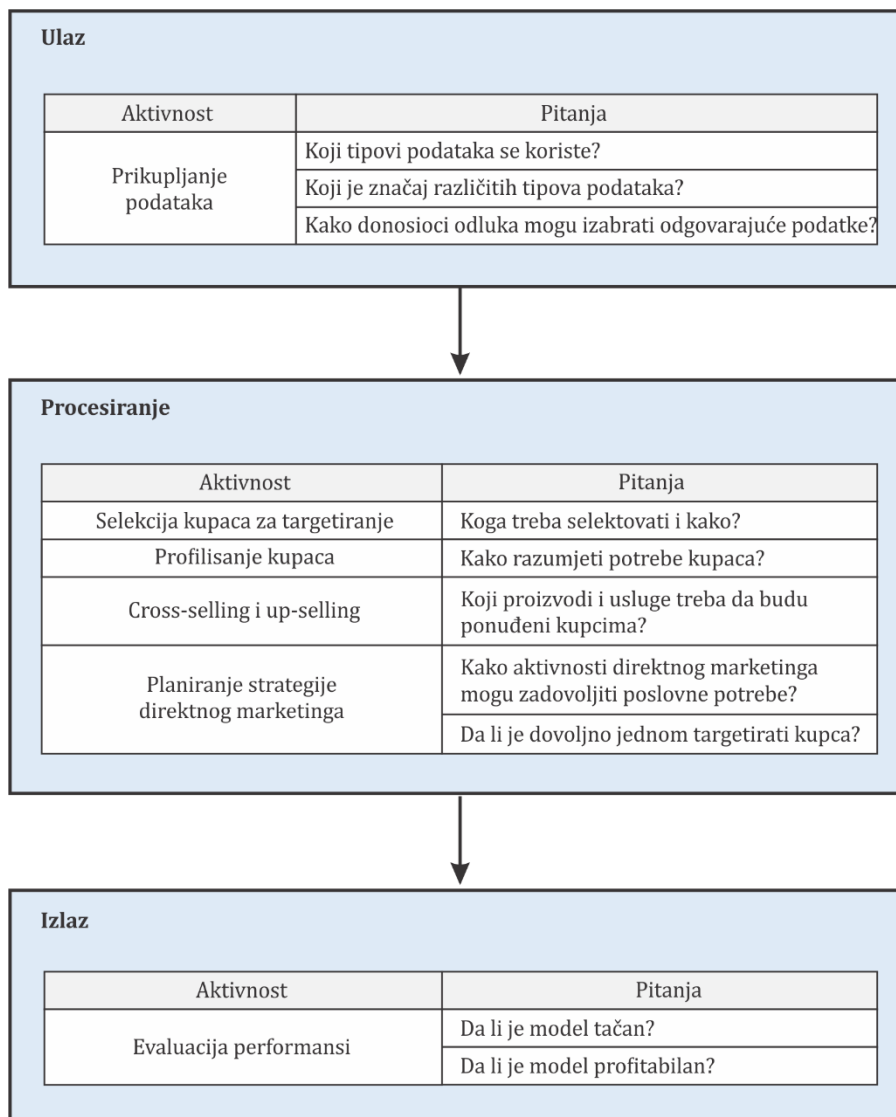 Ulaz
Aktivnost
Pitanja
Prikupljanje
podataka
Koji tipovi podataka se koriste?
Koji je značaj različitih tipova podataka?
Kako donosioci odluka mogu izabrati odgovarajuće podatke?
Procesiranje
Aktivnost
Pitanja
Selekcija kupaca za targetiranje
Koga treba selektovati i kako?
Profilisanje kupaca
Kako razumjeti potrebe kupaca?
Cross-selling i up-selling
Koji proizvodi i usluge treba da budu
ponuđeni kupcima?
Planiranje strategije
direktnog marketinga
Kako aktivnosti direktnog marketinga
mogu zadovoljiti poslovne potrebe?
Da li je dovoljno jednom targetirati kupca?
Izlaz
Aktivnost
Pitanja
Evaluacija performansi
Da li je model tačan?
Da li je model profitabilan?